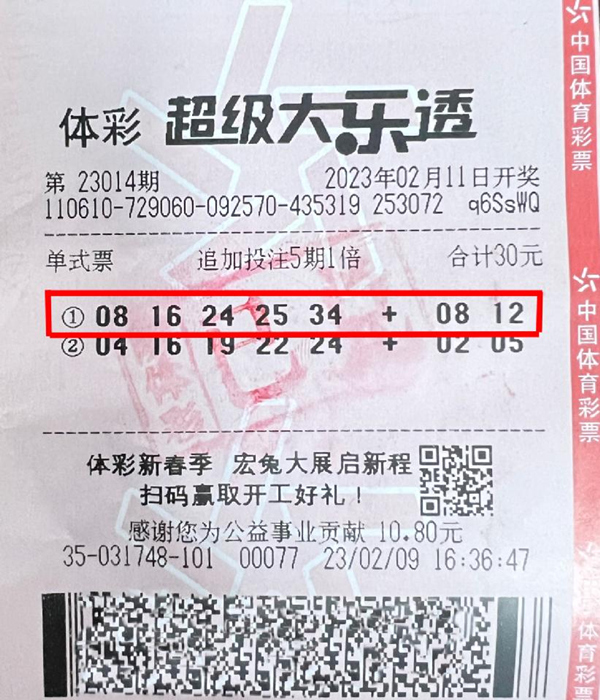 体彩 超级大乐透
第 23014期 2023年02月11日开奖
110610-729060-092570-435319 253072 q6SsWQ
单式票 追加投注5期1倍 合计30元
① 08 16 24 25 34 + 08 12
② 04 16 19 22 24 + 02 05
体彩新春季 宏兔大展启新程
扫码赢取开工好礼！
感谢您为公益事业贡献 10.80元
35-031748-101 00077 23/02/09 16:36:47
中国体育彩票
中国体育彩票
中国体育彩票